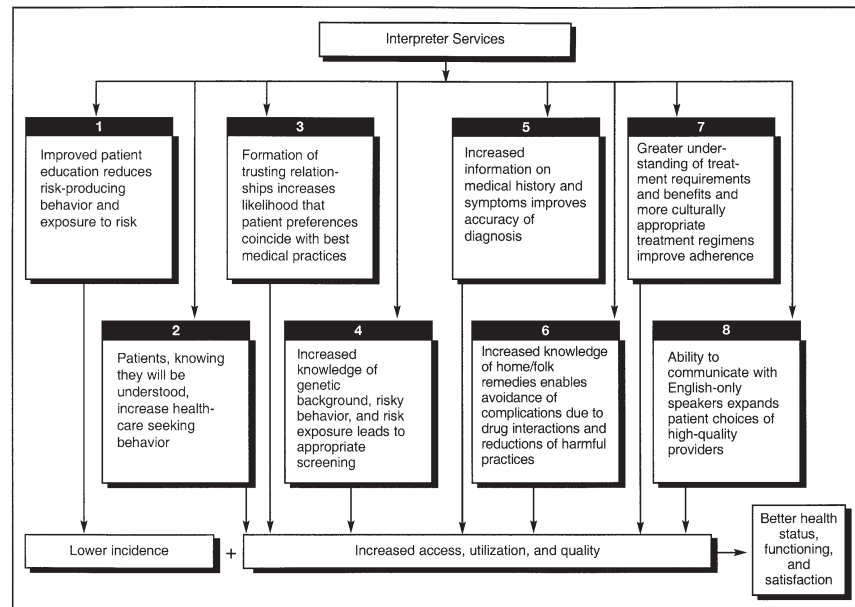 Interpreter Services
1
Improved patient
education reduces
risk-producing
behavior and
exposure to risk
3
Formation of
trusting relation-
ships increases
likelihood that
patient preferences
coincide with best
medical practices
5
Increased
information on
medical history and
symptoms improves
accuracy of
diagnosis
7
Greater under-
standing of treat-
ment requirements
and benefits and
more culturally
appropriate
treatment regimens
improve adherence
2
Patients, knowing
they will be
understood,
increase health-
care seeking
behavior
4
Increased
knowledge of
genetic
background, risky
behavior, and risk
exposure leads to
appropriate
screening
6
Increased knowledge
of home/folk
remedies enables
avoidance of
complications due to
drug interactions and
reductions of harmful
practices
8
Ability to
communicate with
English-only
speakers expands
patient choices of
high-quality
providers
Lower incidence
+
Increased access, utilization, and quality
Better health
status,
functioning,
and
satisfaction